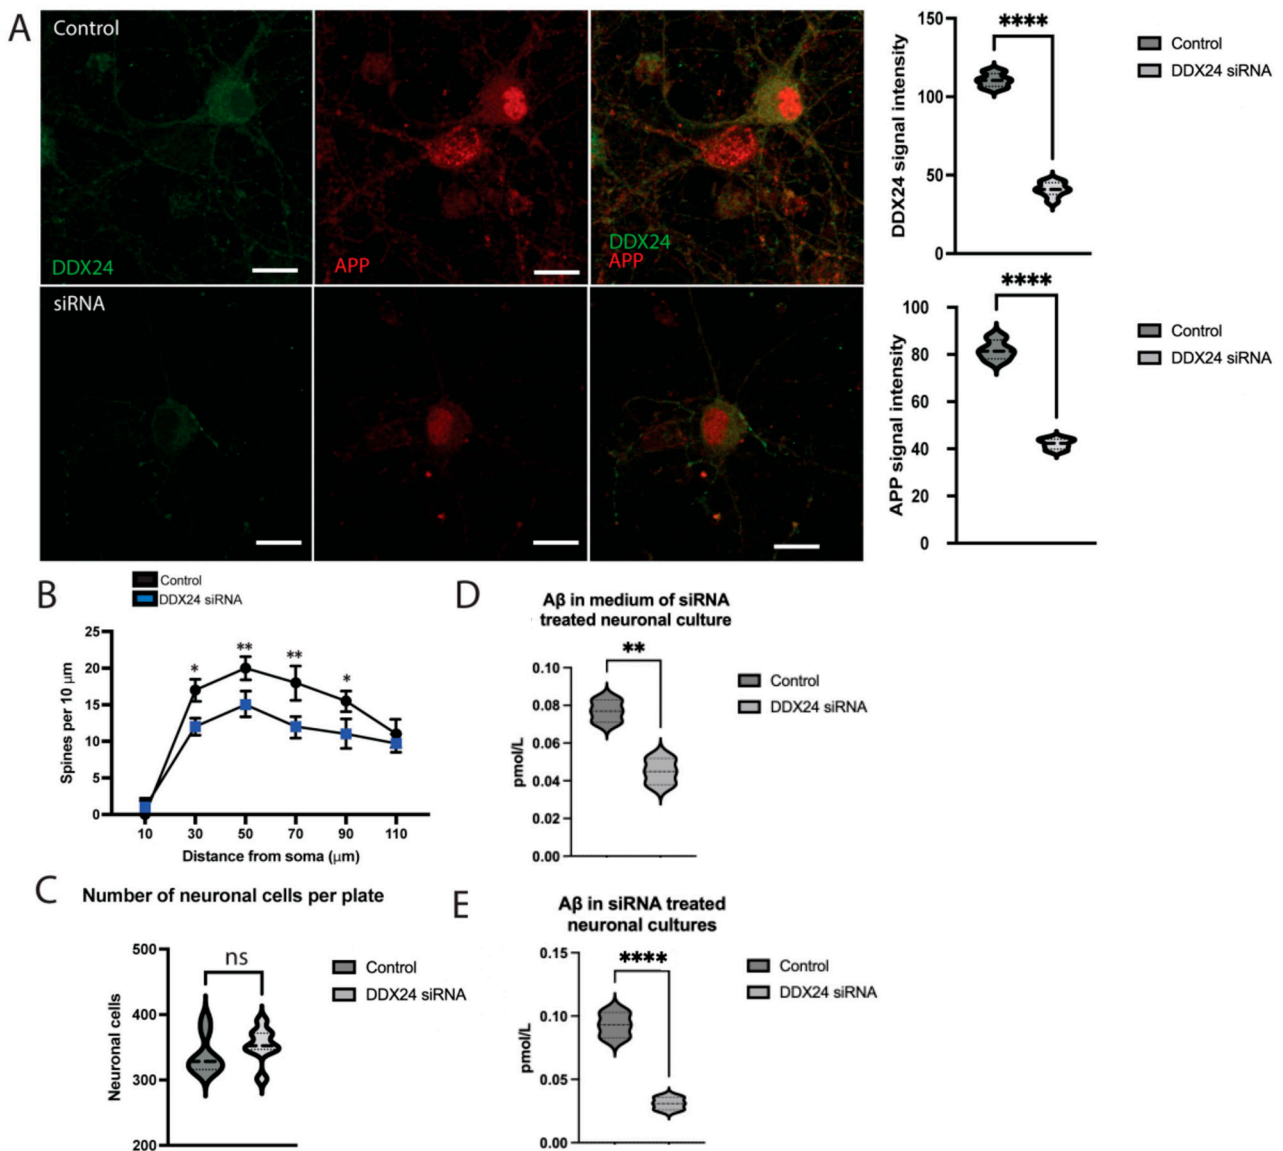 A
Control
DDX24
APP
DDX24
APP
siRNA
150
100
50
0
DDX24 signal intensity
****
Control
DDX24 siRNA
100
80
60
40
20
0
APP signal intensity
****
Control
DDX24 siRNA
B
Control
DDX24 siRNA
25
20
15
10
5
0
Spines per 10 μm
*
**
**
*
10 30 50 70 90 110
Distance from soma (μm)
C
Number of neuronal cells per plate
500
400
300
200
Neuronal cells
ns
Control
DDX24 siRNA
D
Aβ in medium of siRNA
treated neuronal culture
**
0.10
0.08
0.06
0.04
0.02
0.00
pmol/L
Control
DDX24 siRNA
E
Aβ in siRNA treated
neuronal cultures
****
0.15
0.10
0.05
0.00
pmol/L
Control
DDX24 siRNA